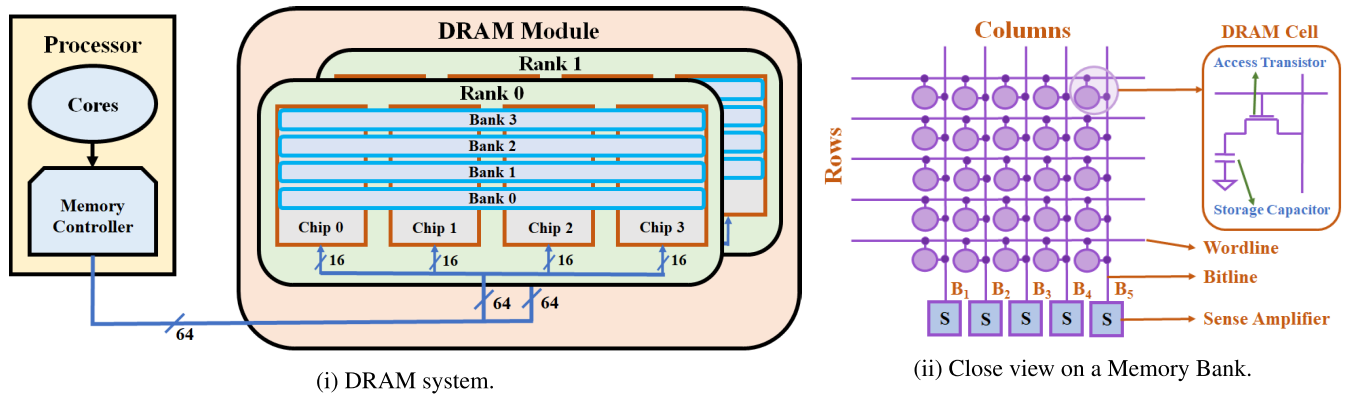 Processor
Cores
Memory
Controller
64
DRAM Module
Rank 1
Rank 0
Bank 3
Bank 2
Bank 1
Bank 0
Chip 0
Chip 1
Chip 2
Chip 3
16
16
16
16
64
64
(i) DRAM system.
Columns
Rows
DRAM Cell
Access Transistor
Storage Capacitor
Wordline
Bitline
B1 B2 B3 B4 B5
S S S S S
Sense Amplifier
(ii) Close view on a Memory Bank.